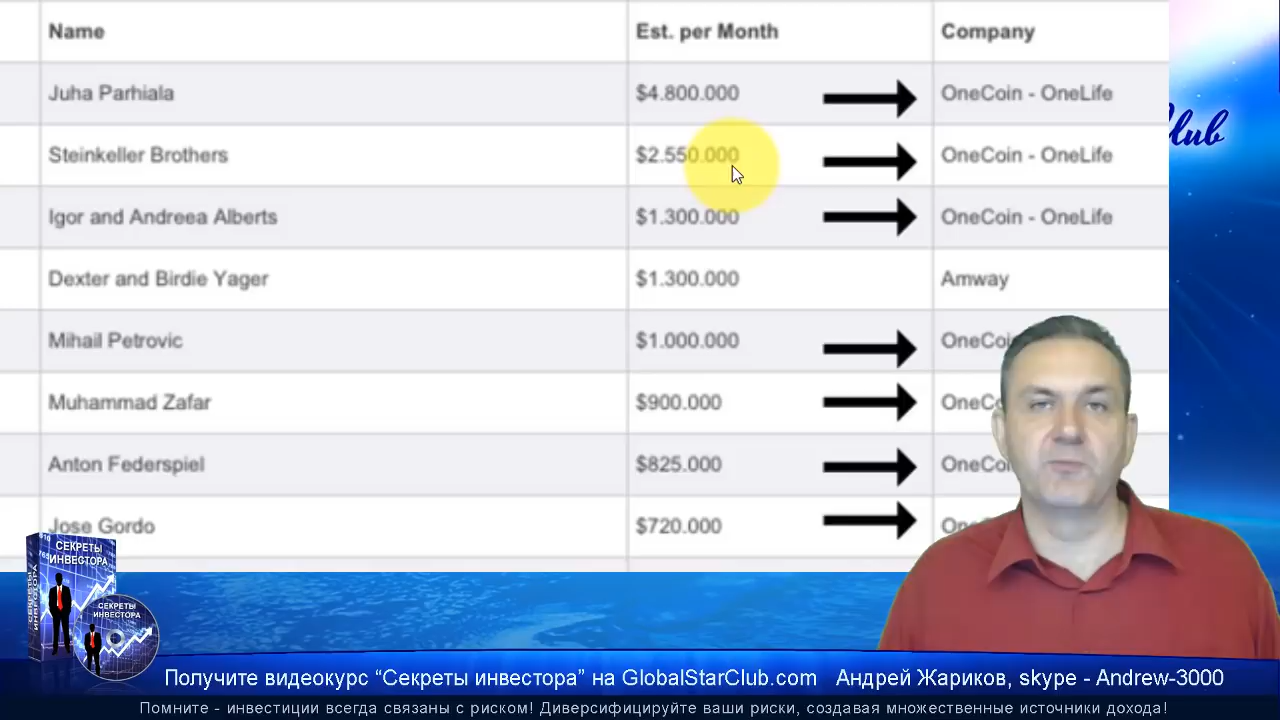 Name Est. per Month Company
Juha Parhiala $4.800.000 OneCoin - OneLife
Steinkeller Brothers $2.550.000 OneCoin - OneLife
Igor and Andreea Alberts $1.300.000 OneCoin - OneLife
Dexter and Birdie Yager $1.300.000 Amway
Mihail Petrovic $1.000.000
Muhammad Zafar $900.000
Anton Federspiel $825.000
Jose Gordo $720.000
СЕКРЕТЫ
ИНВЕСТОРА
СЕКРЕТЫ
ИНВЕСТОРА
Получите видеокурс “Секреты инвестора” на GlobalStarClub.com Андрей Жариков, skype - Andrew-3000
Помните - инвестиции всегда связаны с риском! Диверсифицируйте ваши риски, создавая множественные источники дохода!